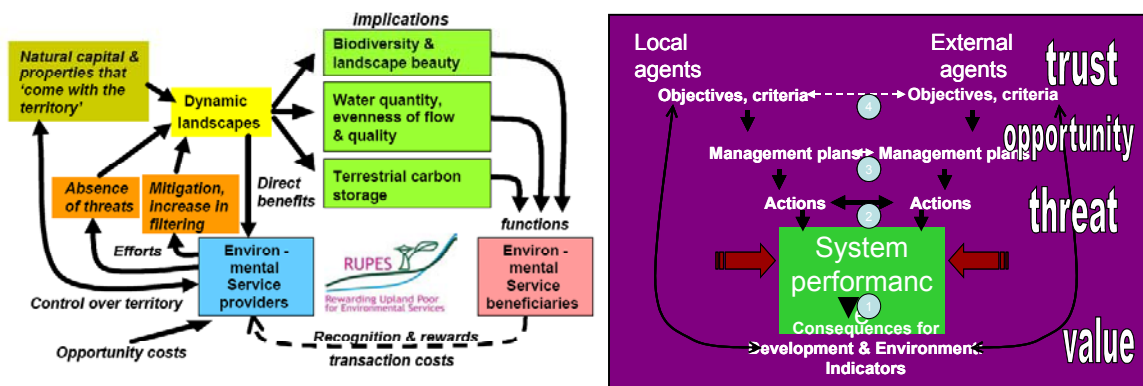 implications
Natural capital &
properties that
'come with the
territory'
Dynamic
landscapes
Biodiversity &
landscape beauty
Water quantity,
evenness of flow
& quality
Terrestrial carbon
storage
Absence
of threats
Mitigation,
increase in
filtering
Direct
benefits
functions
Efforts
Environ -
mental
Service
providers
RUPES
Rewarding Upland Poor
for Environmental Services
Environ -
mental
Service
beneficiaries
Control over territory
Recognition & rewards
transaction costs
Opportunity costs
Local
agents
External
agents
trust
Objectives, criteria
4
Objectives, criteria
opportunity
Management plans
3
Management plans
threat
Actions
2
Actions
System
performanc
e
1
Consequences for
Development & Environment
Indicators
value